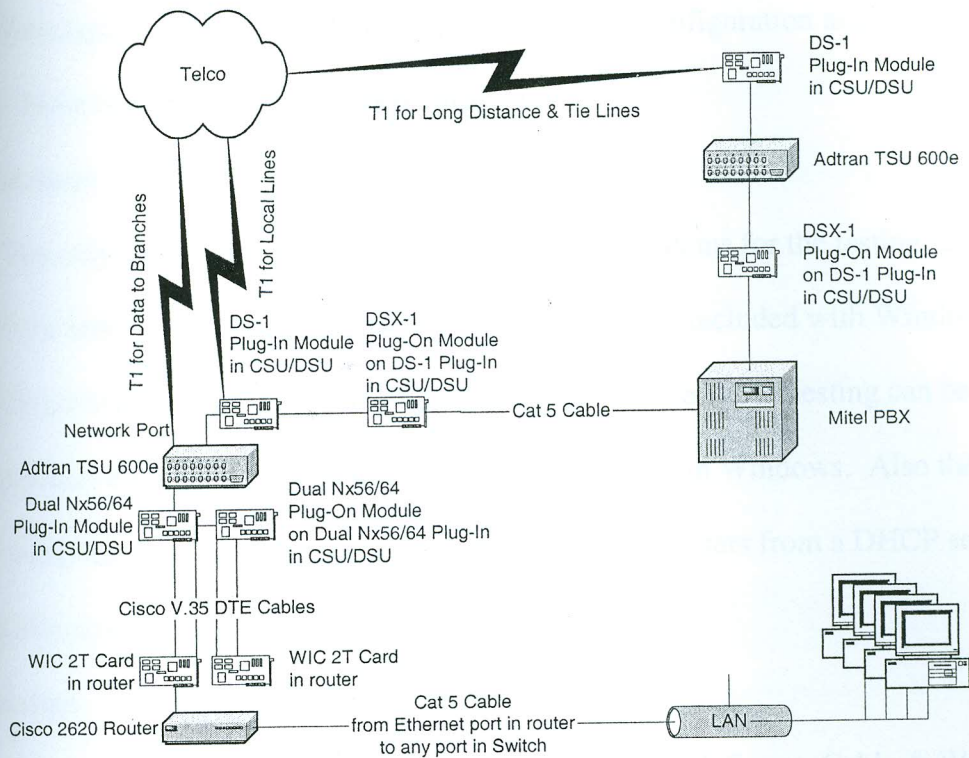 Telco
T1 for Long Distance & Tie Lines
DS-1
Plug-In Module
in CSU/DSU
Adtran TSU 600e
DSX-1
Plug-On Module
on DS-1 Plug-In
in CSU/DSU
Mitel PBX
T1 for Data to Branches
T1 for Local Lines
DS-1
Plug-In Module
in CSU/DSU
DSX-1
Plug-On Module
on DS-1 Plug-In
in CSU/DSU
Cat 5 Cable
Network Port
Adtran TSU 600e
Dual Nx56/64
Plug-In Module
in CSU/DSU
Dual Nx56/64
Plug-On Module
on Dual Nx56/64 Plug-In
in CSU/DSU
Cisco V.35 DTE Cables
WIC 2T Card
in router
WIC 2T Card
in router
Cisco 2620 Router
Cat 5 Cable
from Ethernet port in router
to any port in Switch
LAN